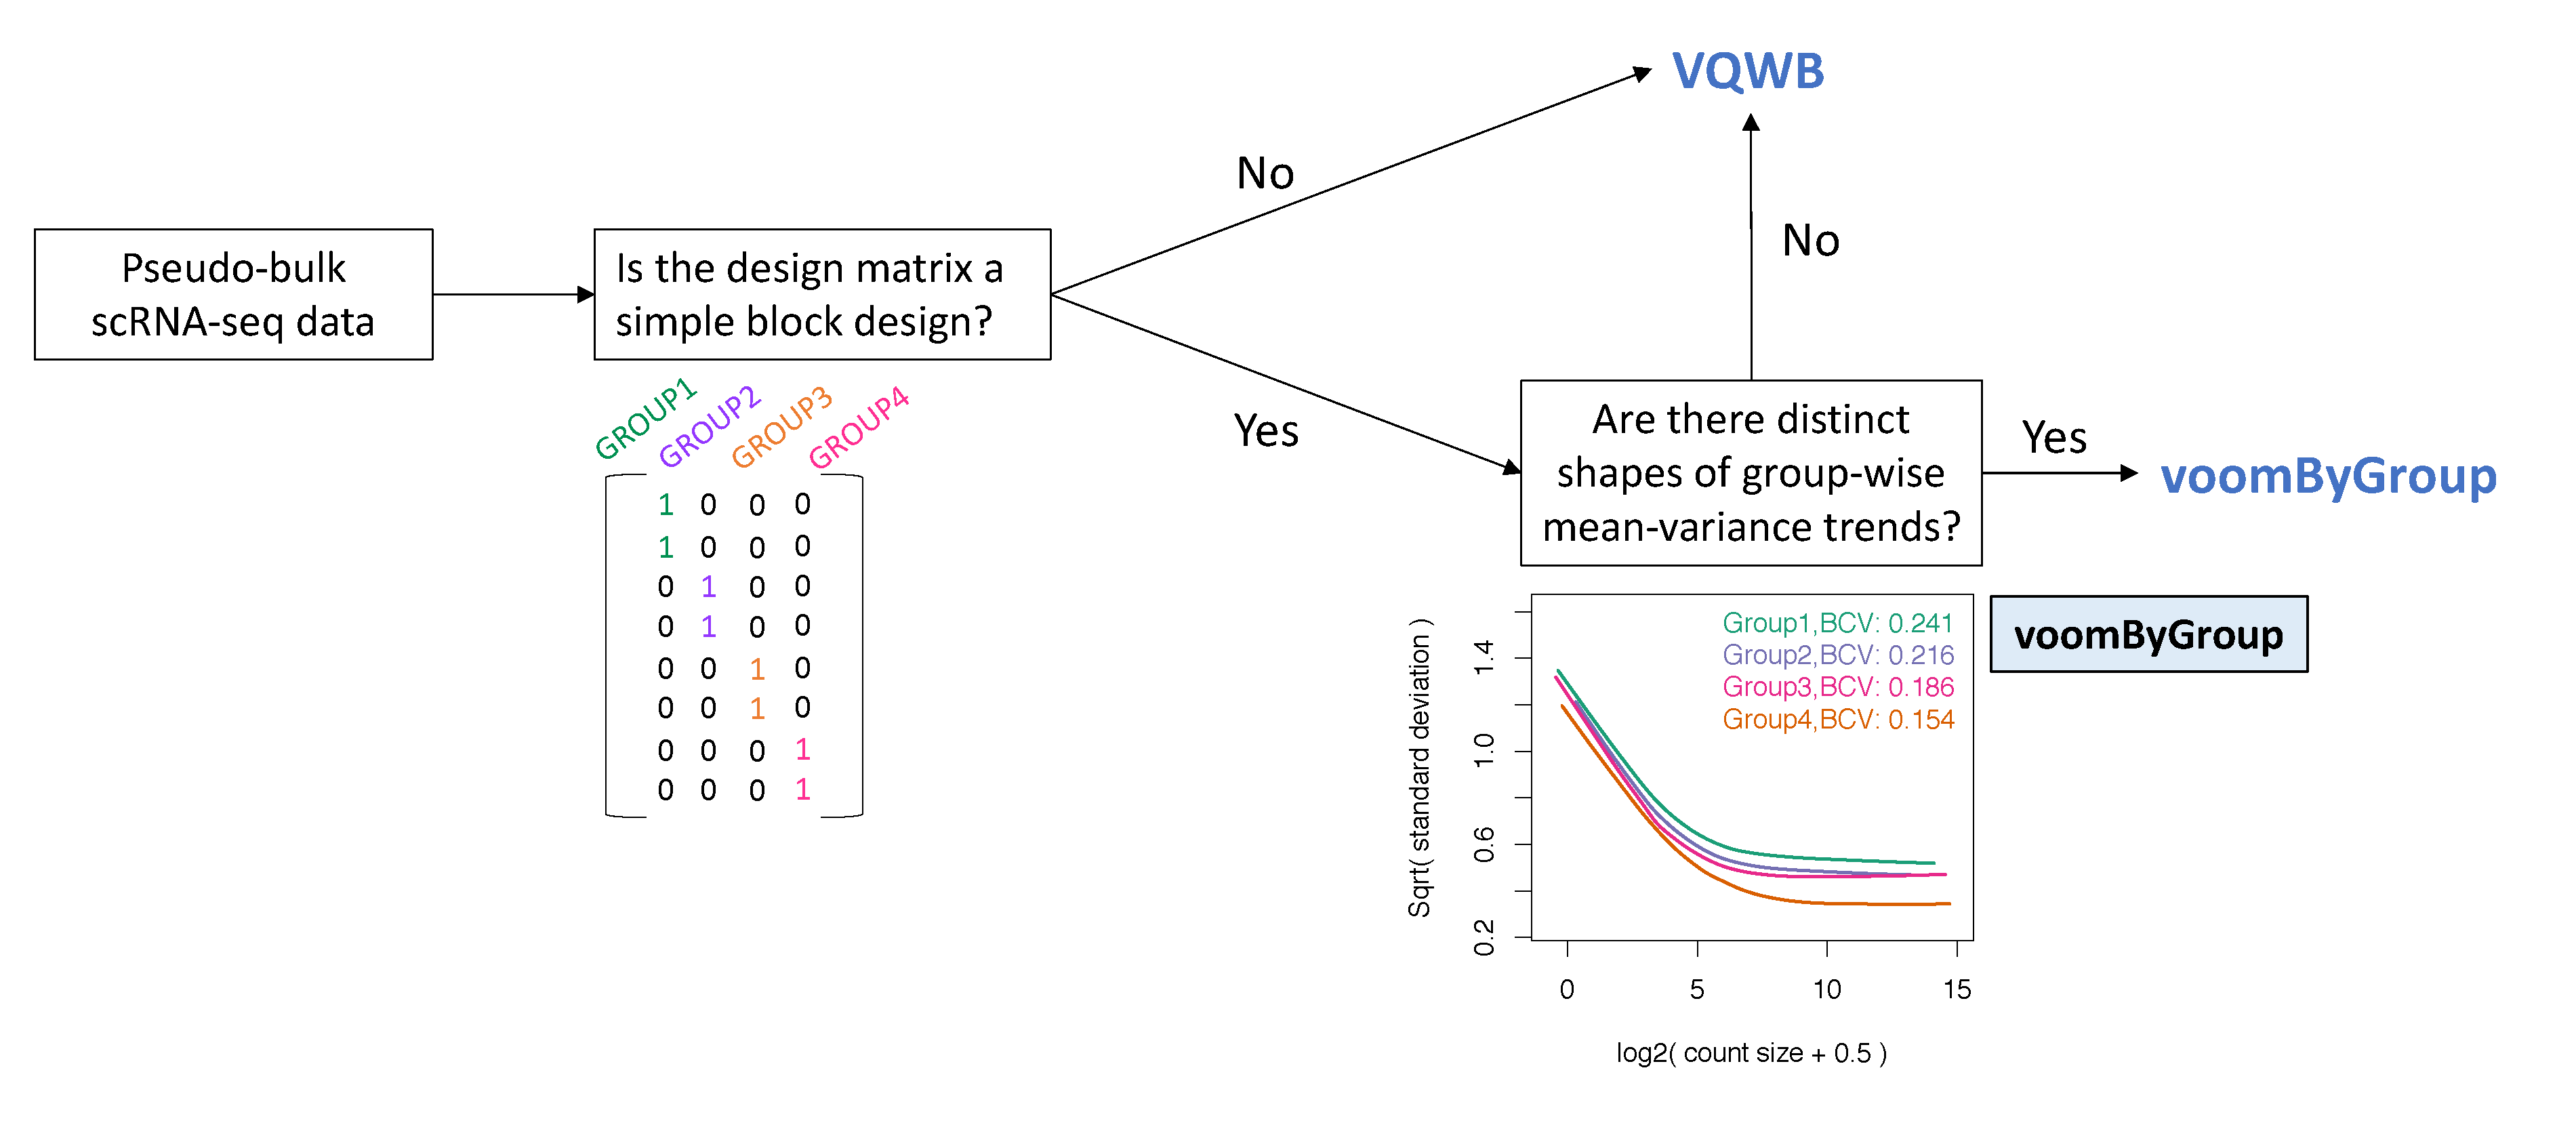 VQWB
No
Pseudo-bulk
scRNA-seq data
Is the design matrix a
simple block design?
No
Yes
Are there distinct
shapes of group-wise
mean-variance trends?
Yes
voomByGroup
GROUP1
GROUP2
GROUP3
GROUP4
1 0 0 0
1 0 0 0
0 1 0 0
0 1 0 0
0 0 1 0
0 0 1 0
0 0 0 1
0 0 0 1
voomByGroup
Group1,BCV: 0.241
Group2,BCV: 0.216
Group3,BCV: 0.186
Group4,BCV: 0.154
Sqrt( standard deviation )
1.4
1.0
0.6
0.2
0 5 10 15
log2( count size + 0.5 )